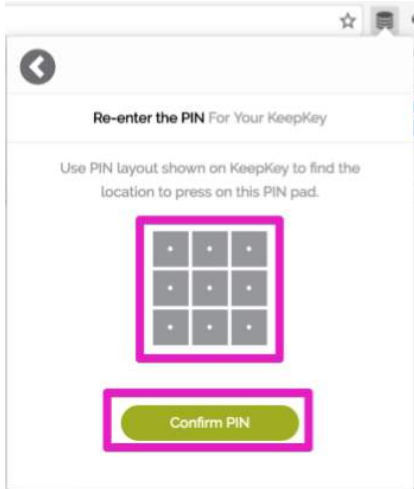 Re-enter the PIN For Your KeepKey
Use PIN layout shown on KeepKey to find the
location to press on this PIN pad.
Confirm PIN